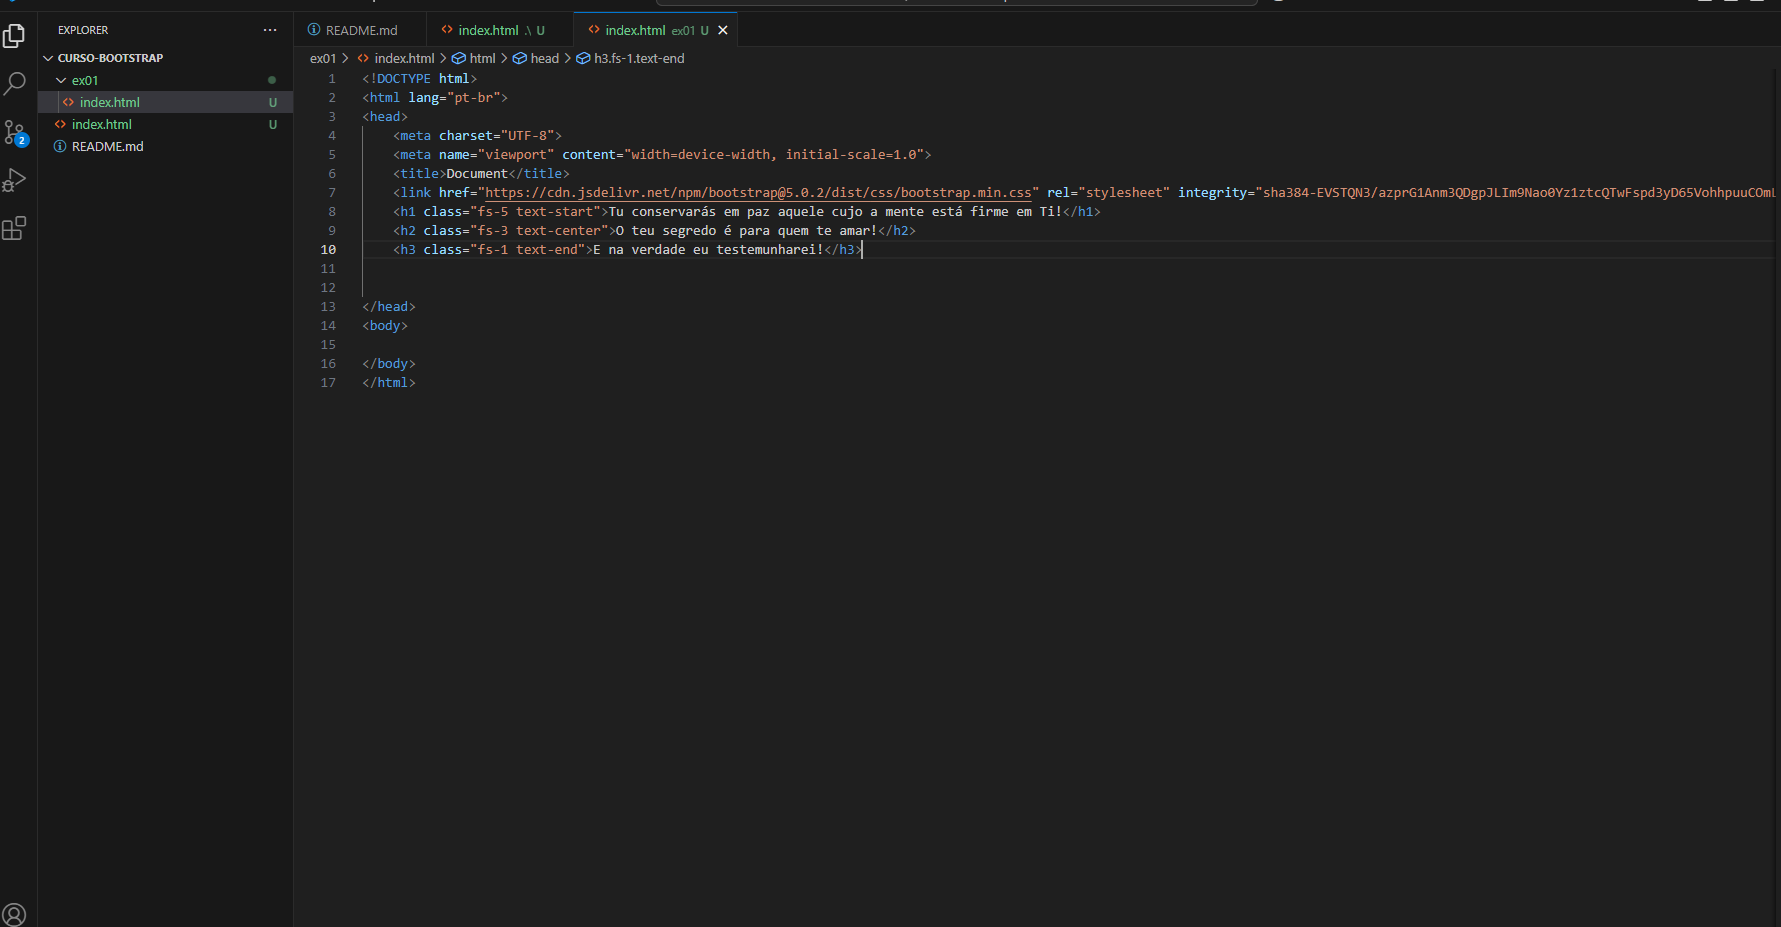 EXPLORER
CURSO-BOOTSTRAP
ex01
index.html U
index.html U
README.md
2
README.md
index.html .\ U
index.html ex01 U
ex01 > index.html > html > head > h3.fs-1.text-end
1 <!DOCTYPE html>
2 <html lang="pt-br">
3 <head>
4 <meta charset="UTF-8">
5 <meta name="viewport" content="width=device-width, initial-scale=1.0">
6 <title>Document</title>
7 <link href="https://cdn.jsdelivr.net/npm/bootstrap@5.0.2/dist/css/bootstrap.min.css" rel="stylesheet" integrity="sha384-EVSTQN3/azprG1Anm3QDgpJLIm9Nao0Yz1ztcQTwFspd3yD65VohhpuuCOmL
8 <h1 class="fs-5 text-start">Tu conservarás em paz aquele cujo a mente está firme em Ti!</h1>
9 <h2 class="fs-3 text-center">O teu segredo é para quem te amar!</h2>
10 <h3 class="fs-1 text-end">E na verdade eu testemunharei!</h3>
11
12
13 </head>
14 <body>
15
16 </body>
17 </html>